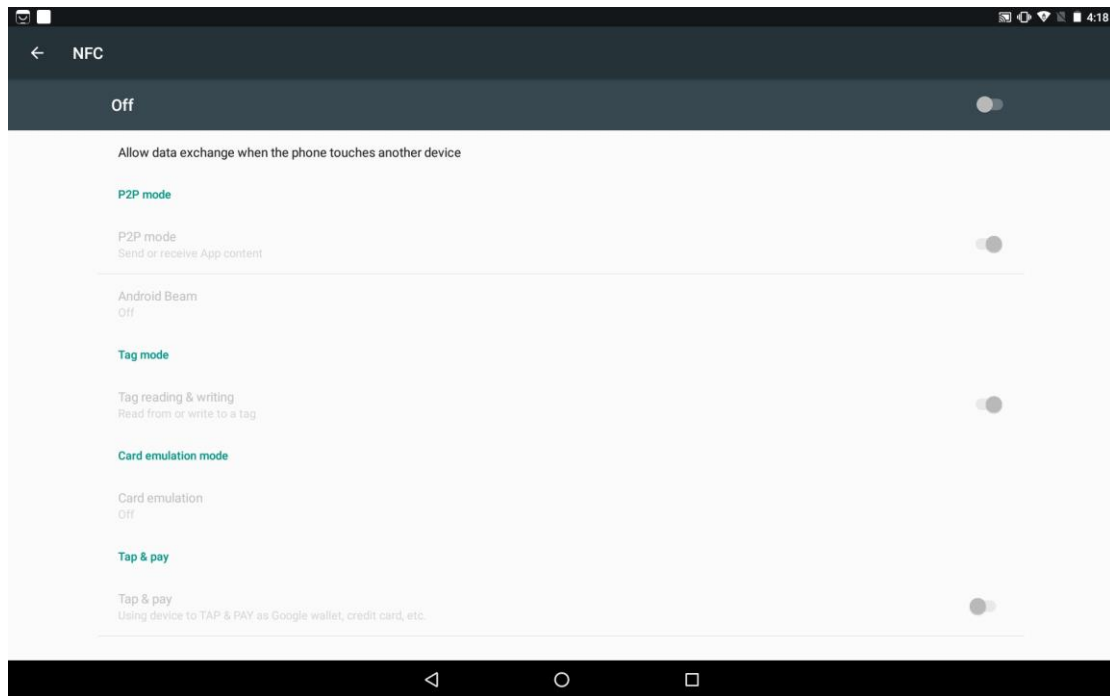 4:18
NFC
Off
Allow data exchange when the phone touches another device
P2P mode
P2P mode
Send or receive App content
Android Beam
Off
Tag mode
Tag reading & writing
Read from or write to a tag
Card emulation mode
Card emulation
Off
Tap & pay
Tap & pay
Using device to TAP & PAY as Google wallet, credit card, etc.